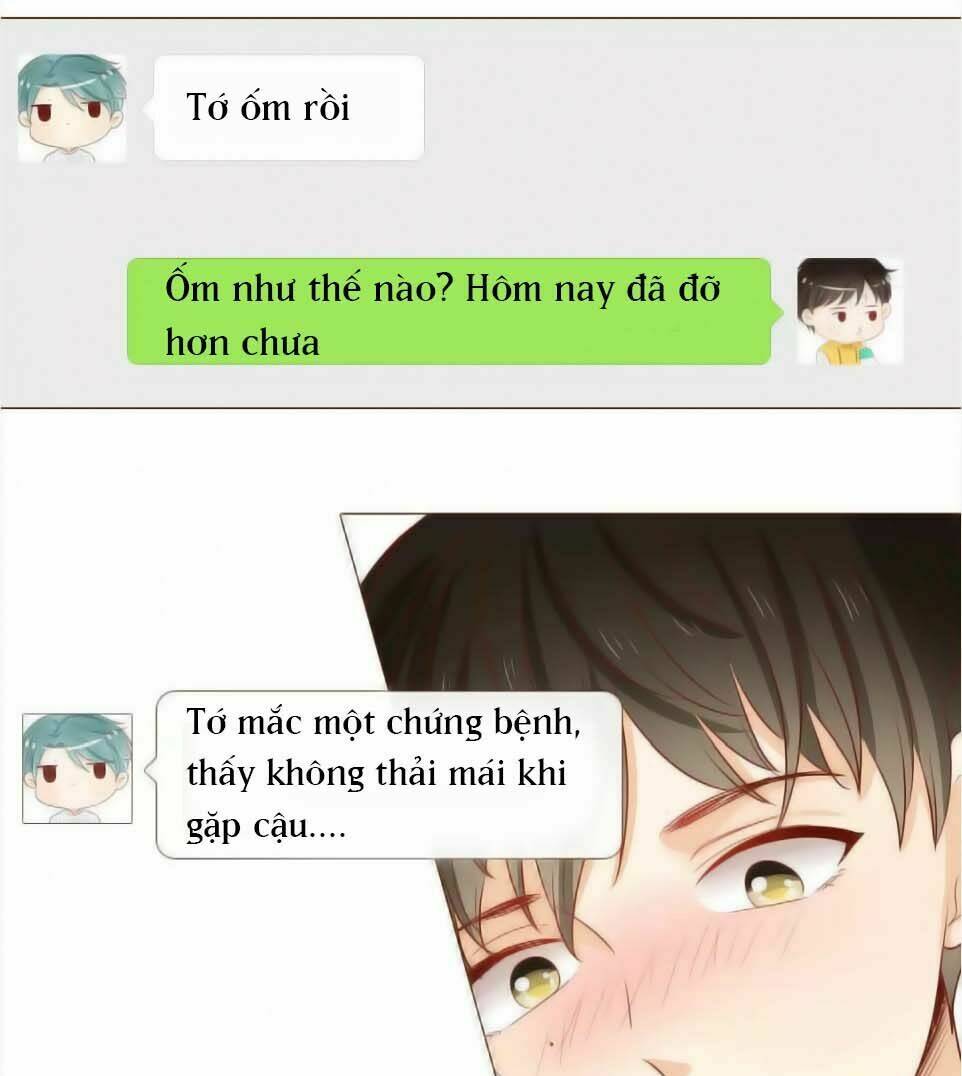 Tớ ốm rồi
Ốm như thế nào? Hôm nay đã đỡ
hơn chưa
Tớ mắc một chứng bệnh,
thấy không thải mái khi
gặp cậu....